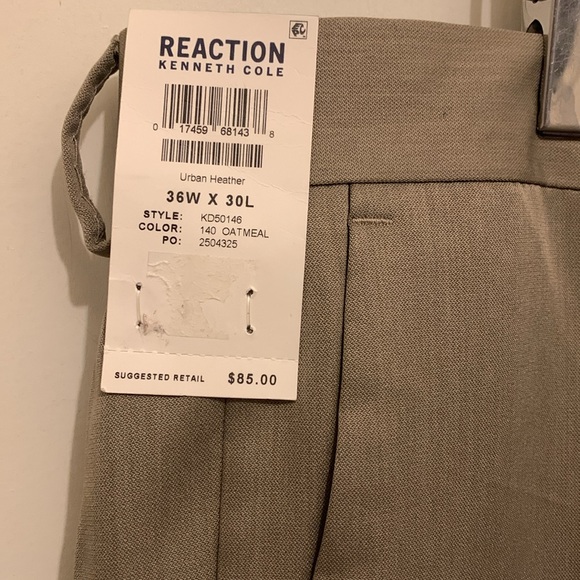 REACTION
KENNETH COLE
0 17459 68143 8
Urban Heather
36W X 30L
STYLE: KD50146
COLOR: 140 OATMEAL
PO: 2504325
SUGGESTED RETAIL $85.00